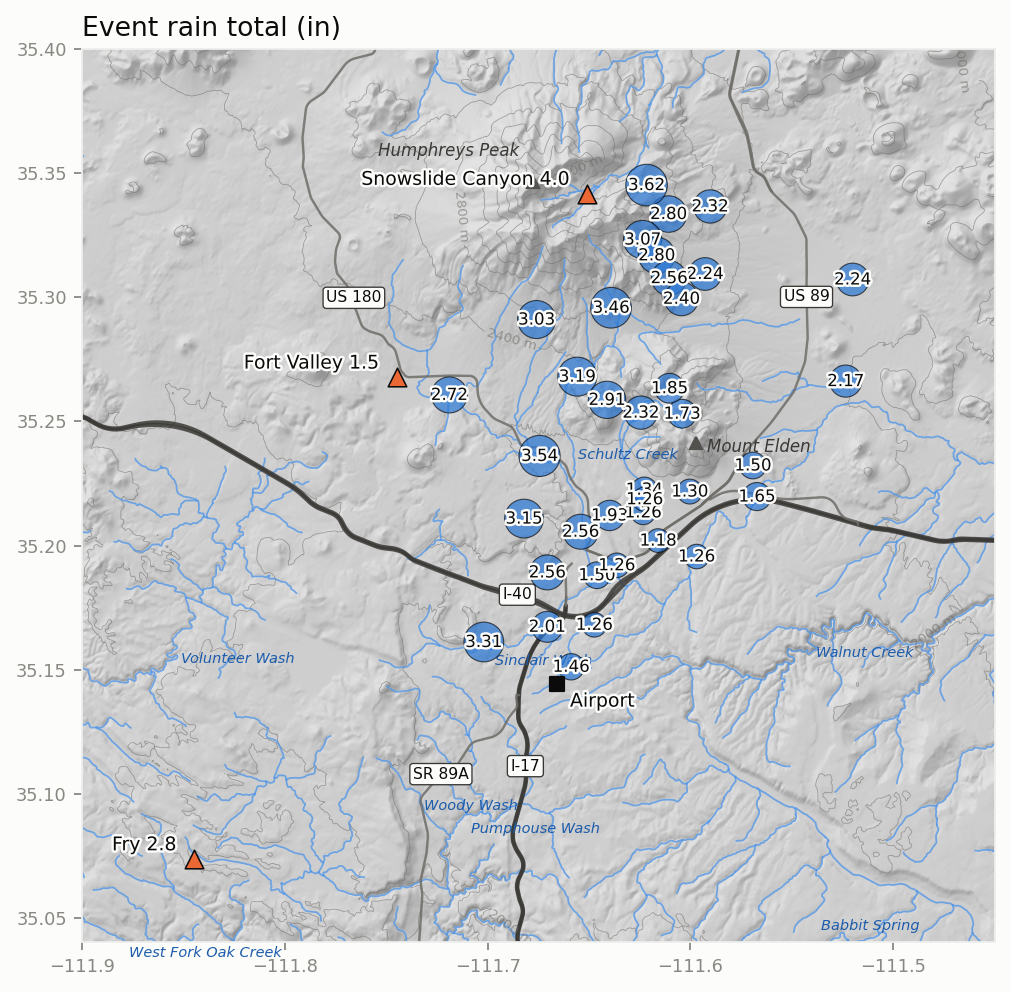 Event rain total (in)
35.40
35.35
35.30
35.25
35.20
35.15
35.10
35.05
−111.9
−111.8
−111.7
−111.6
−111.5
Humphreys Peak
Snowslide Canyon 4.0
3.62
2.80
2.32
3.07
2.80
2.56
2.24
2.40
2.24
US 180
US 89
3.46
3.03
2800 m
2400 m
Fort Valley 1.5
2.72
3.19
2.91
1.85
2.32
1.73
2.17
Mount Elden
Schultz Creek
3.54
1.50
1.34
1.26
1.26
1.30
1.65
3.15
1.93
2.56
1.18
1.26
2.56
1.50
1.26
I-40
2.01
1.26
3.31
1.46
Airport
Volunteer Wash
Walnut Creek
SR 89A
I-17
Woody Wash
Pumphouse Wash
Fry 2.8
Babbit Spring
West Fork Oak Creek